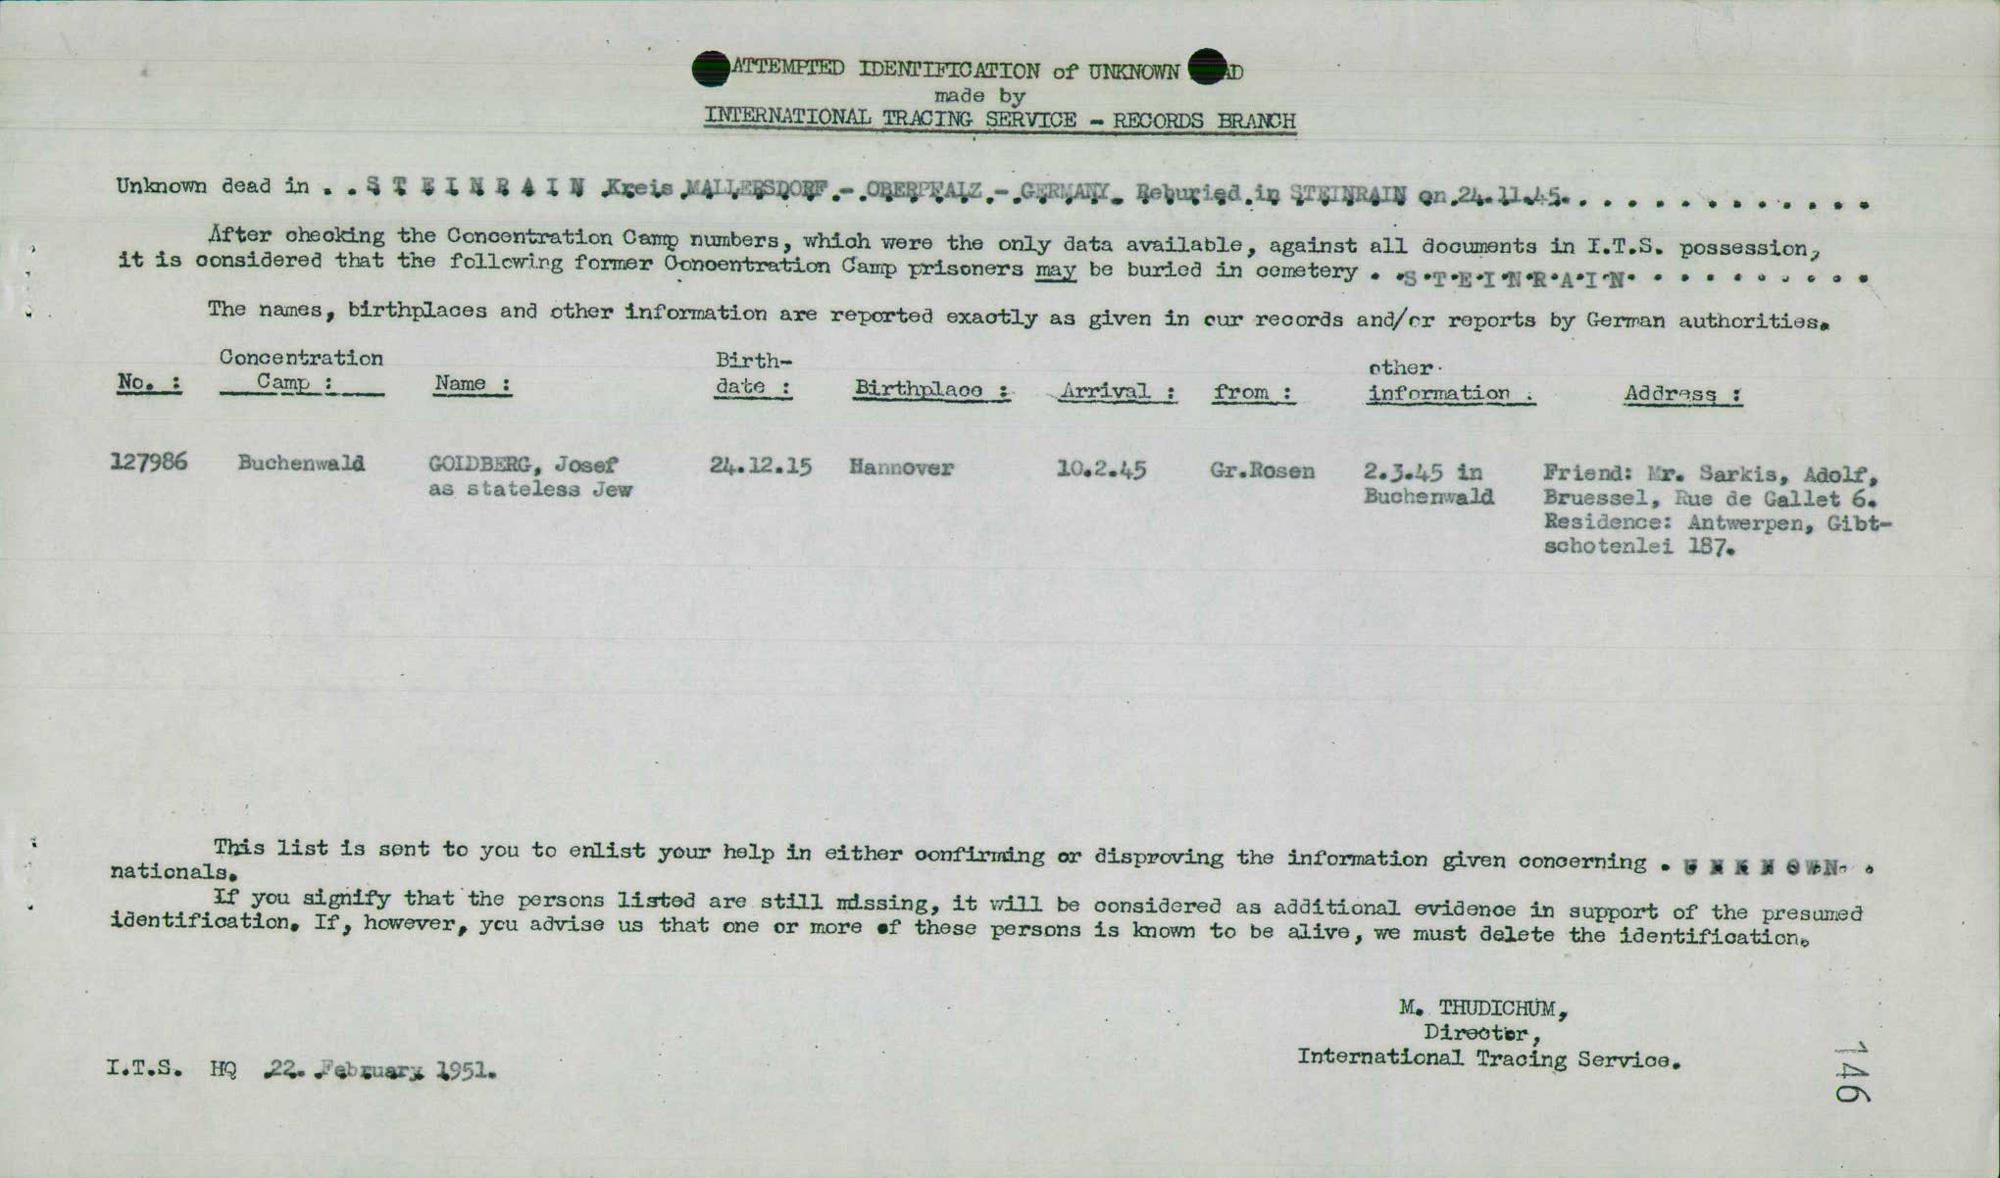 ATTEMPTED IDENTIFICATION of UNKNOWN AD
made by
INTERNATIONAL TRACING SERVICE - RECORDS BRANCH
Unknown dead in . . S T E I N R A I N Kreis MALLERSDORF - OBERPFALZ - GERMANY. Reburied in STEINRAIN on 24.11.45. . . . . . . . . . . . .
After checking the Concentration Camp numbers, which were the only data available, against all documents in I.T.S. possession,
it is considered that the following former Concentration Camp prisoners may be buried in cemetery . .S.T.E.I.N.R.A.I.N. . . . . . . . . .
The names, birthplaces and other information are reported exactly as given in our records and/or reports by German authorities.
No. : Concentration Camp : Name : Birth-date : Birthplace : Arrival : from : other information : Address :
127986 Buchenwald GOLDBERG, Josef 24.12.15 Hannover 10.2.45 Gr.Rosen 2.3.45 in Friend: Mr. Sarkis, Adolf,
as stateless Jew Buchenwald Bruessel, Rue de Gallet 6.
Residence: Antwerpen, Gibt-
schotenlei 187.
This list is sent to you to enlist your help in either confirming or disproving the information given concerning . U N K N O W N . .
nationals.
If you signify that the persons listed are still missing, it will be considered as additional evidence in support of the presumed
identification. If, however, you advise us that one or more of these persons is known to be alive, we must delete the identification.
M. THUDICHUM,
Director,
International Tracing Service.
I.T.S. HQ 22. February 1951.
146